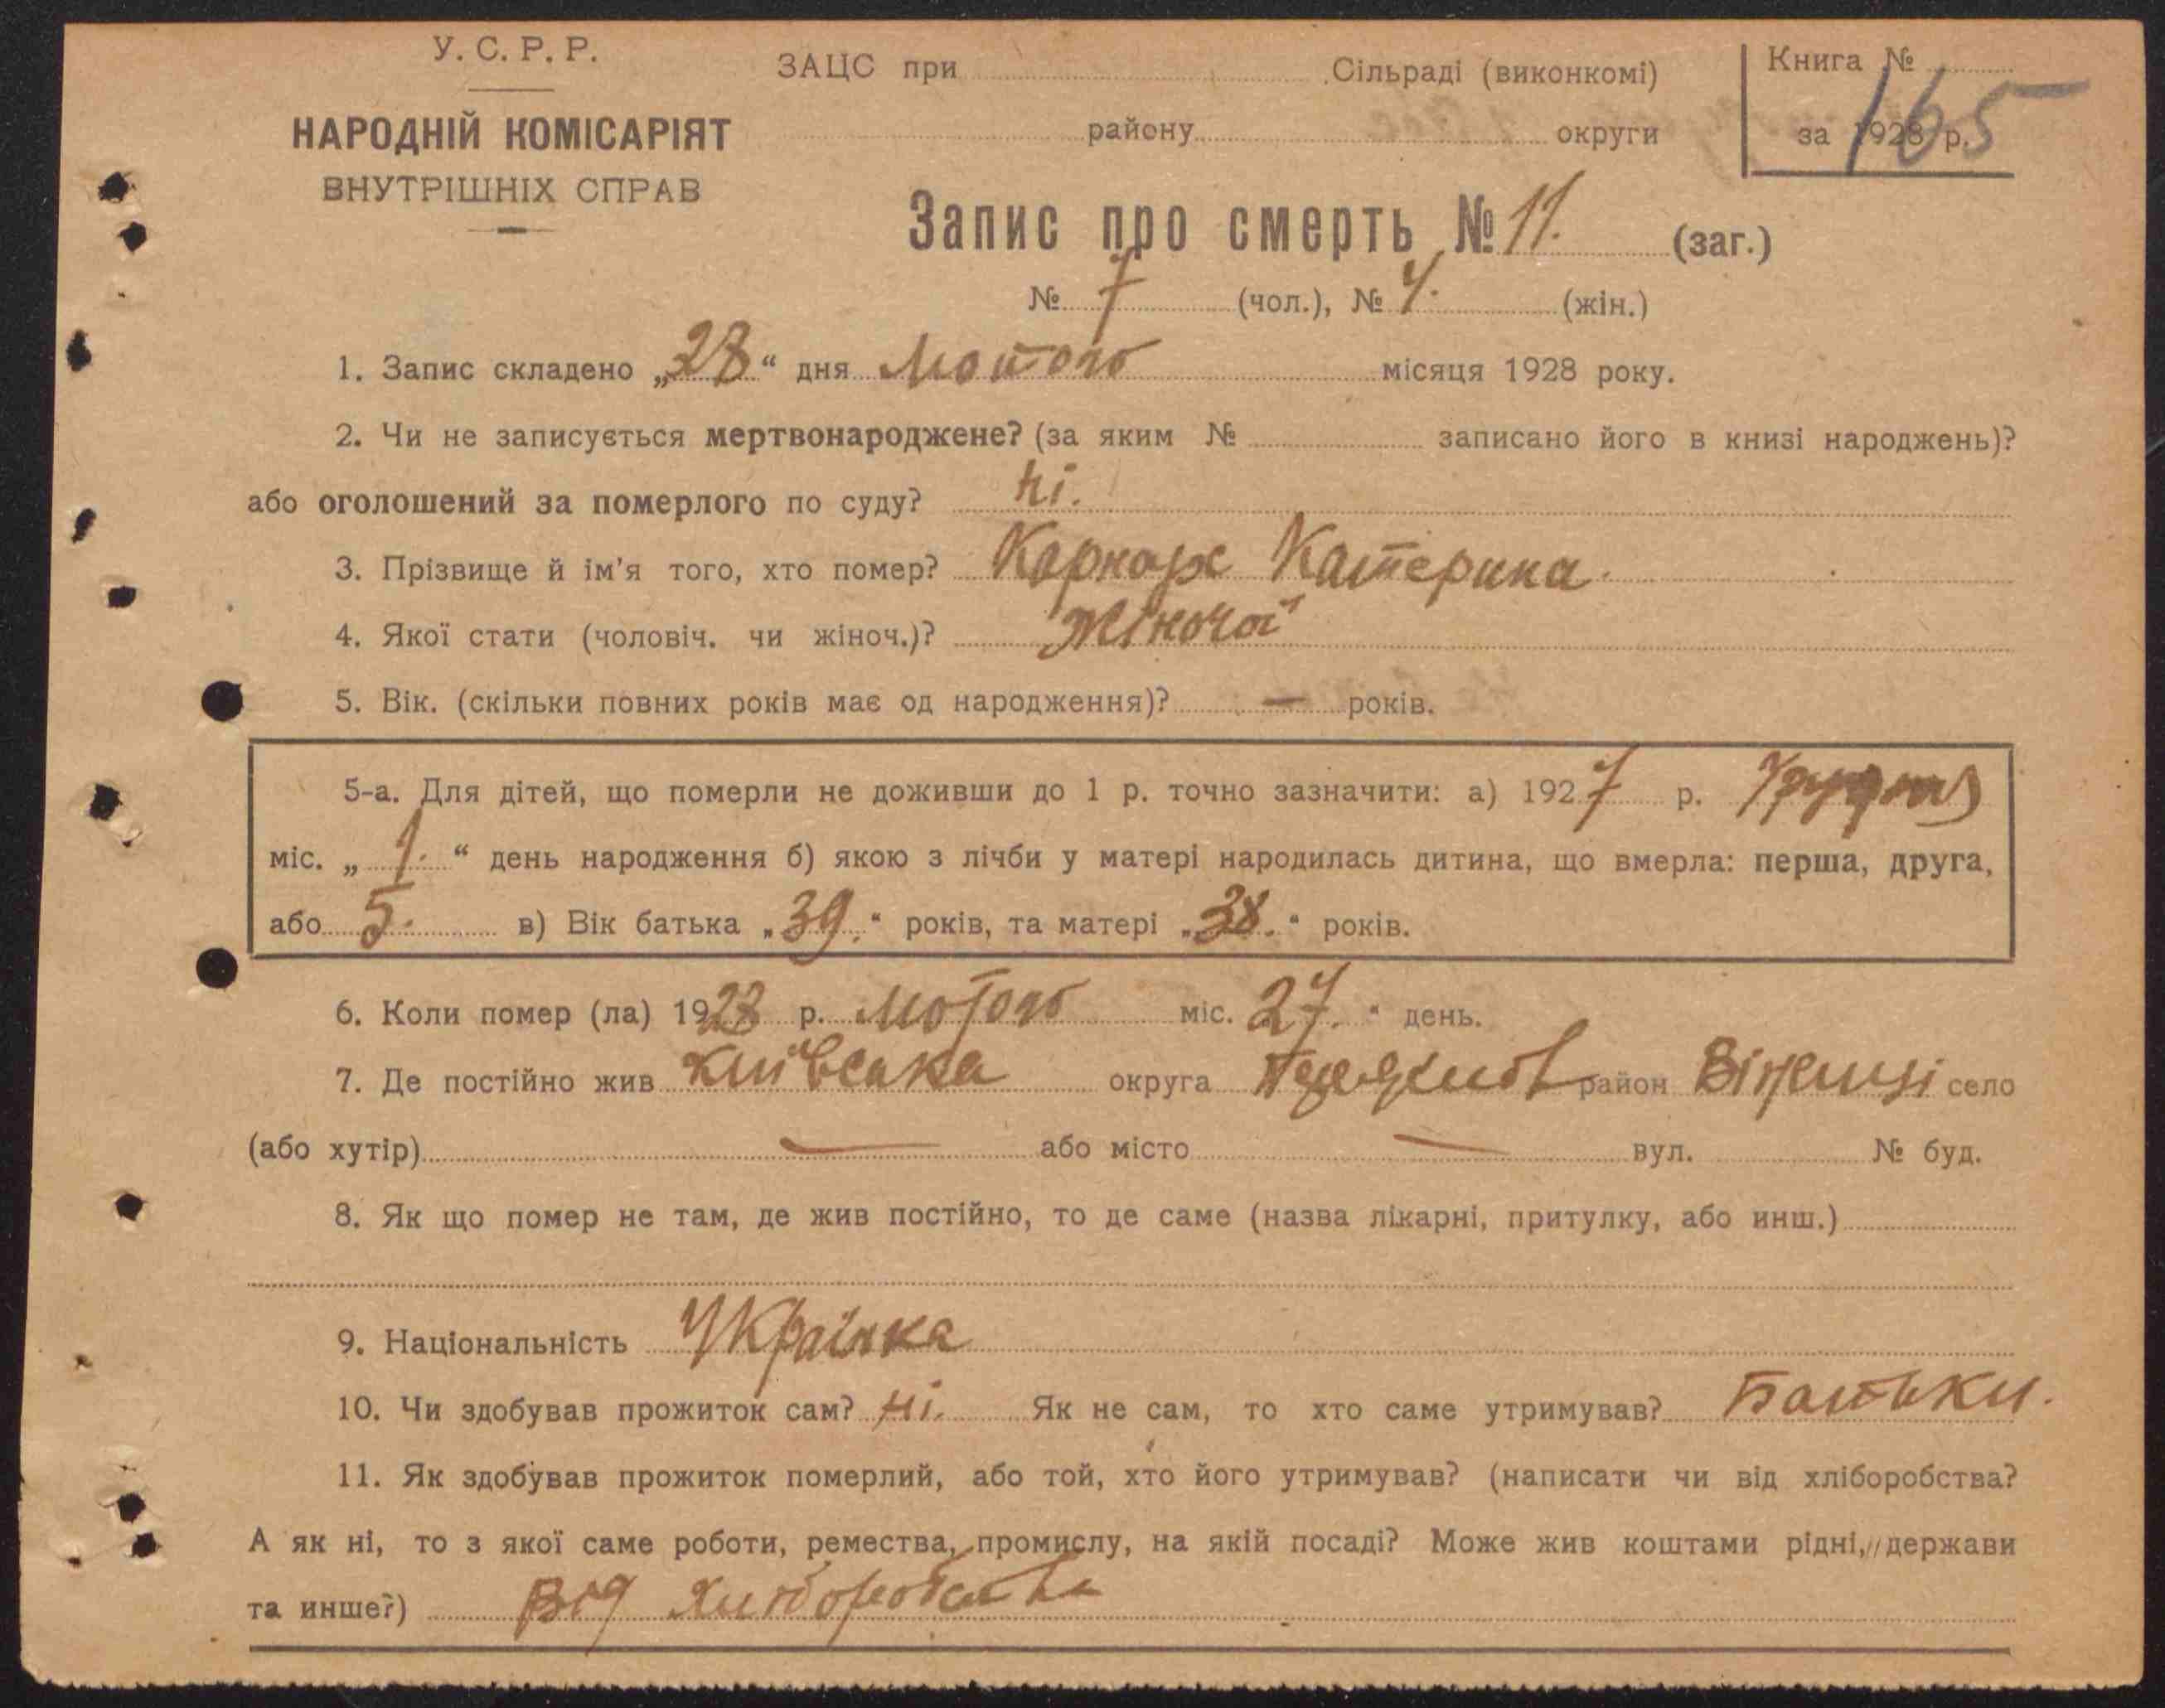 У. С. Р. Р.
НАРОДНІЙ КОМІСАРІЯТ
ВНУТРІШНІХ СПРАВ
ЗАЦС при Сільраді (виконкомі)
району округи
Книга №
за 1928 р.
165
Запис про смерть № 11. (заг.)
№ 7 (чол.), № 4. (жін.)
1. Запис складено „28“ дня Лютого місяця 1928 року.
2. Чи не записується мертвонароджене? (за яким № записано його в книзі народжень)?
або оголошений за померлого по суду? ні.
3. Прізвище й ім'я того, хто помер? Катерина.
4. Якої стати (чоловіч. чи жіноч.)? Жіночої
5. Вік. (скільки повних років має од народження)? — років.
5-а. Для дітей, що померли не доживши до 1 р. точно зазначити: а) 1927 р. Грудня
міс. „1.“ день народження б) якою з лічби у матері народилась дитина, що вмерла: перша, друга,
або 5. в) Вік батька „39.“ років, та матері „38.“ років.
6. Коли помер (ла) 1928 р. Лютого міс. 27. “ день.
7. Де постійно жив Київська округа район село
(або хутір) — або місто — вул. № буд.
8. Як що помер не там, де жив постійно, то де саме (назва лікарні, притулку, або инш.)
9. Національність Українка
10. Чи здобував прожиток сам? ні. Як не сам, то хто саме утримував? Батьки.
11. Як здобував прожиток померлий, або той, хто його утримував? (написати чи від хліборобства?
А як ні, то з якої саме роботи, ремества, промислу, на якій посаді? Може жив коштами рідні, держави
та инше?) Від хліборобства